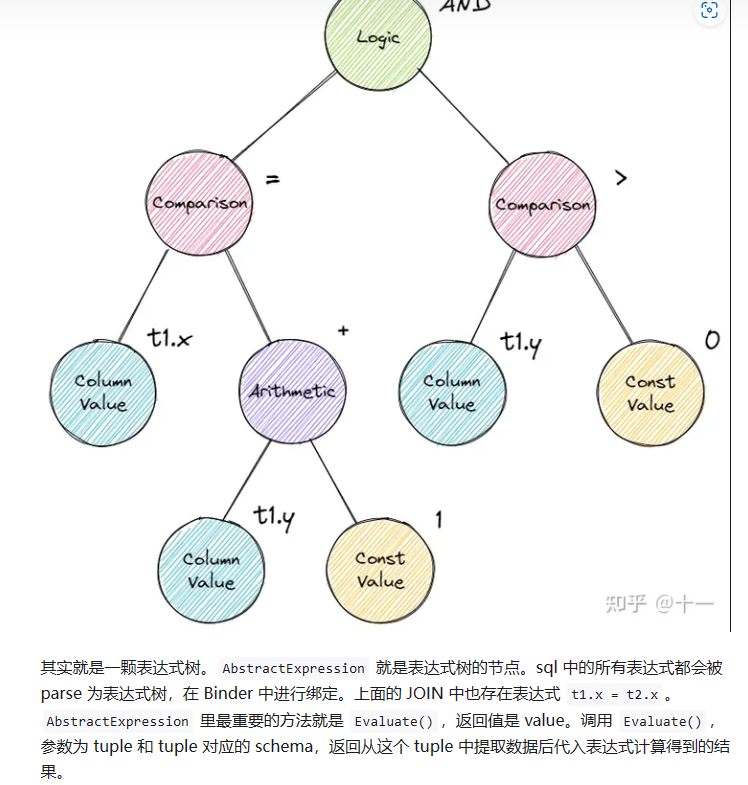 AND
Logic
=
>
Comparison
Comparison
t1.x
+
t1.y
0
Column
Value
Arithmetic
Column
Value
Const
Value
t1.y
1
Column
Value
Const
Value
知乎 @十一
其实就是一颗表达式树。 AbstractExpression 就是表达式树的节点。sql 中的所有表达式都会被
parse 为表达式树，在 Binder 中进行绑定。上面的 JOIN 中也存在表达式 t1.x = t2.x 。
AbstractExpression 里最重要的方法就是 Evaluate() ，返回值是 value。调用 Evaluate() ，
参数为 tuple 和 tuple 对应的 schema，返回从这个 tuple 中提取数据后代入表达式计算得到的结
果。